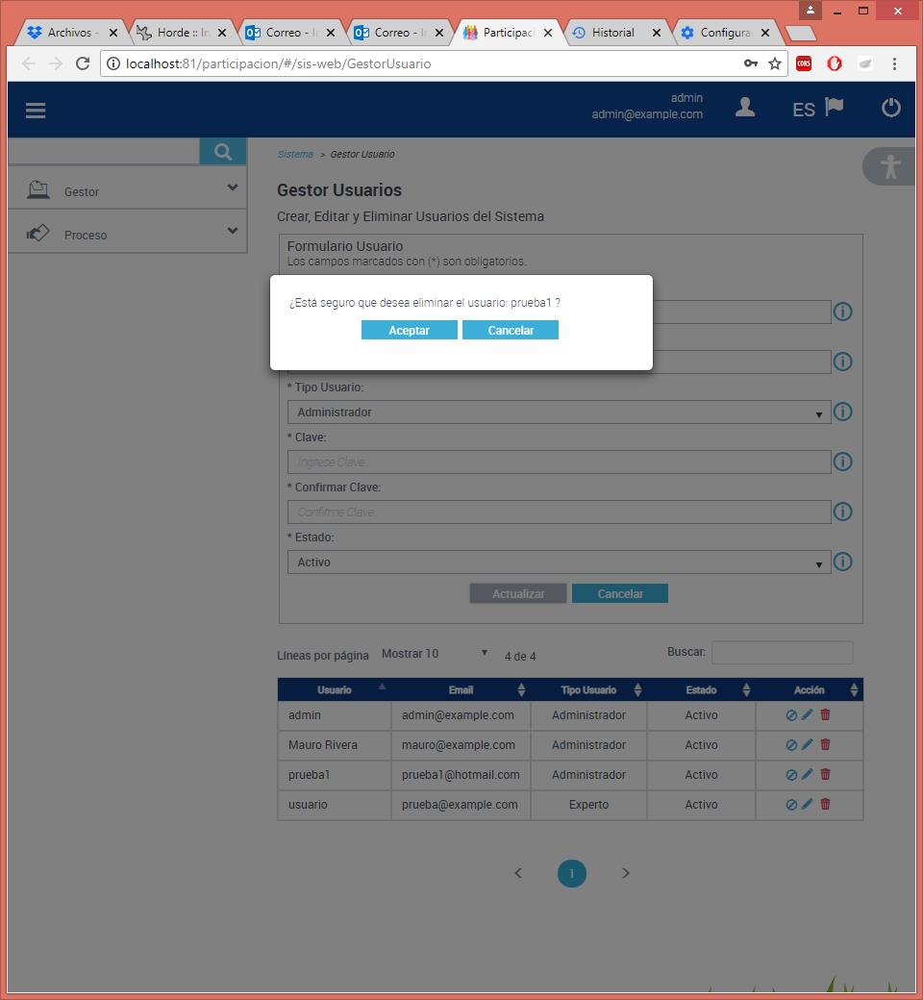 Archivos -
Horde :: In
Correo - I
Correo - I
Participac
Historial
Configura
localhost:81/participacion/#/sis-web/GestorUsuario
CORS
admin
admin@example.com
ES
Sistema > Gestor Usuario
Gestor
Proceso
Gestor Usuarios
Crear, Editar y Eliminar Usuarios del Sistema
Formulario Usuario
Los campos marcados con (*) son obligatorios.
¿Está seguro que desea eliminar el usuario: prueba1 ?
Aceptar Cancelar
* Tipo Usuario:
Administrador
* Clave:
Ingrese Clave.
* Confirmar Clave:
Confirme Clave.
* Estado:
Activo
Actualizar Cancelar
Líneas por página Mostrar 10 4 de 4 Buscar:
Usuario Email Tipo Usuario Estado Acción
admin admin@example.com Administrador Activo
Mauro Rivera mauro@example.com Administrador Activo
prueba1 prueba1@hotmail.com Administrador Activo
usuario prueba@example.com Experto Activo
< 1 >